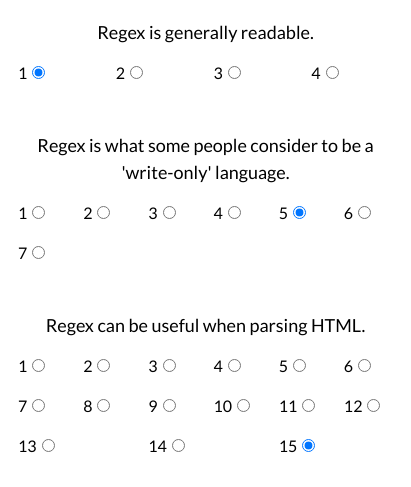 Regex is generally readable.
1 2 3 4
Regex is what some people consider to be a
'write-only' language.
1 2 3 4 5 6
7
Regex can be useful when parsing HTML.
1 2 3 4 5 6
7 8 9 10 11 12
13 14 15